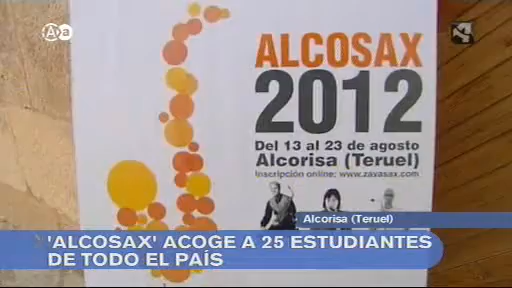 Aa
ALCOSAX
2012
Del 13 al 23 de agosto
Alcorisa (Teruel)
Inscripción online: www.zavasax.com
Alcorisa (Teruel)
'ALCOSAX' ACOGE A 25 ESTUDIANTES
DE TODO EL PAÍS